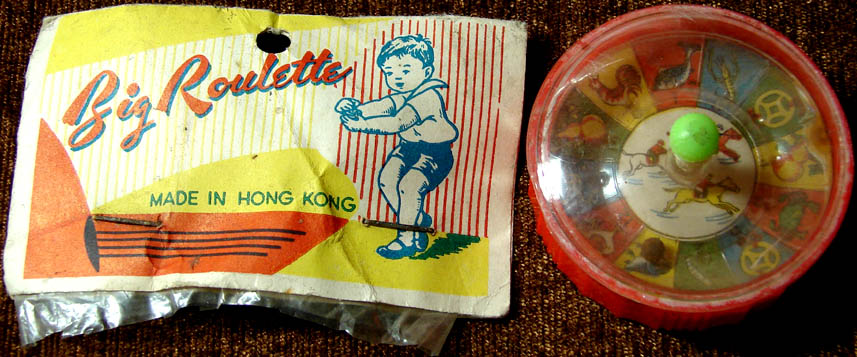 Big Roulette
MADE IN HONG KONG